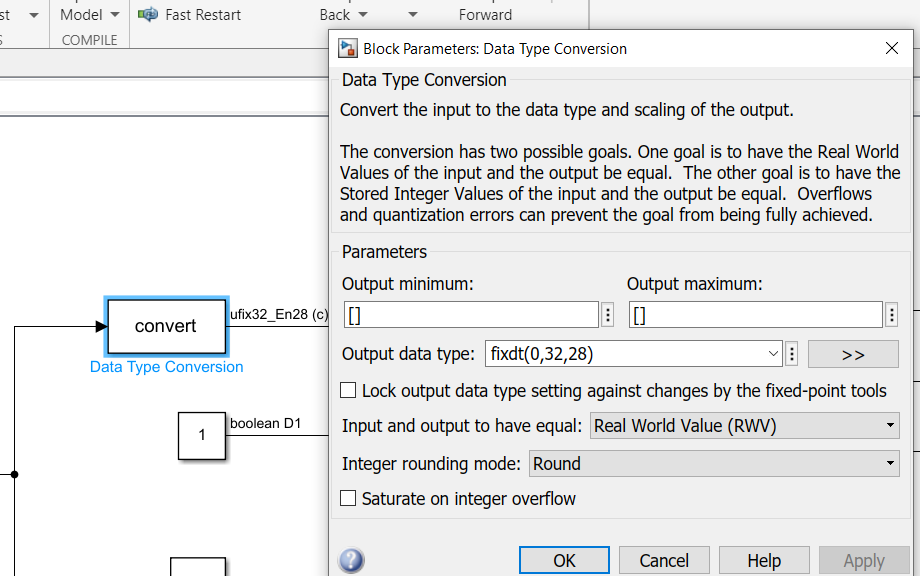 st
Model
Fast Restart
Back
Forward
S
COMPILE
Block Parameters: Data Type Conversion
Data Type Conversion
Convert the input to the data type and scaling of the output.
The conversion has two possible goals. One goal is to have the Real World
Values of the input and the output be equal.  The other goal is to have the
Stored Integer Values of the input and the output be equal.  Overflows
and quantization errors can prevent the goal from being fully achieved.
Parameters
Output minimum:
Output maximum:
[]
[]
Output data type:
fixdt(0,32,28)
>>
Lock output data type setting against changes by the fixed-point tools
Input and output to have equal:
Real World Value (RWV)
Integer rounding mode:
Round
Saturate on integer overflow
OK
Cancel
Help
Apply
convert
ufix32_En28 (c)
Data Type Conversion
1
boolean D1